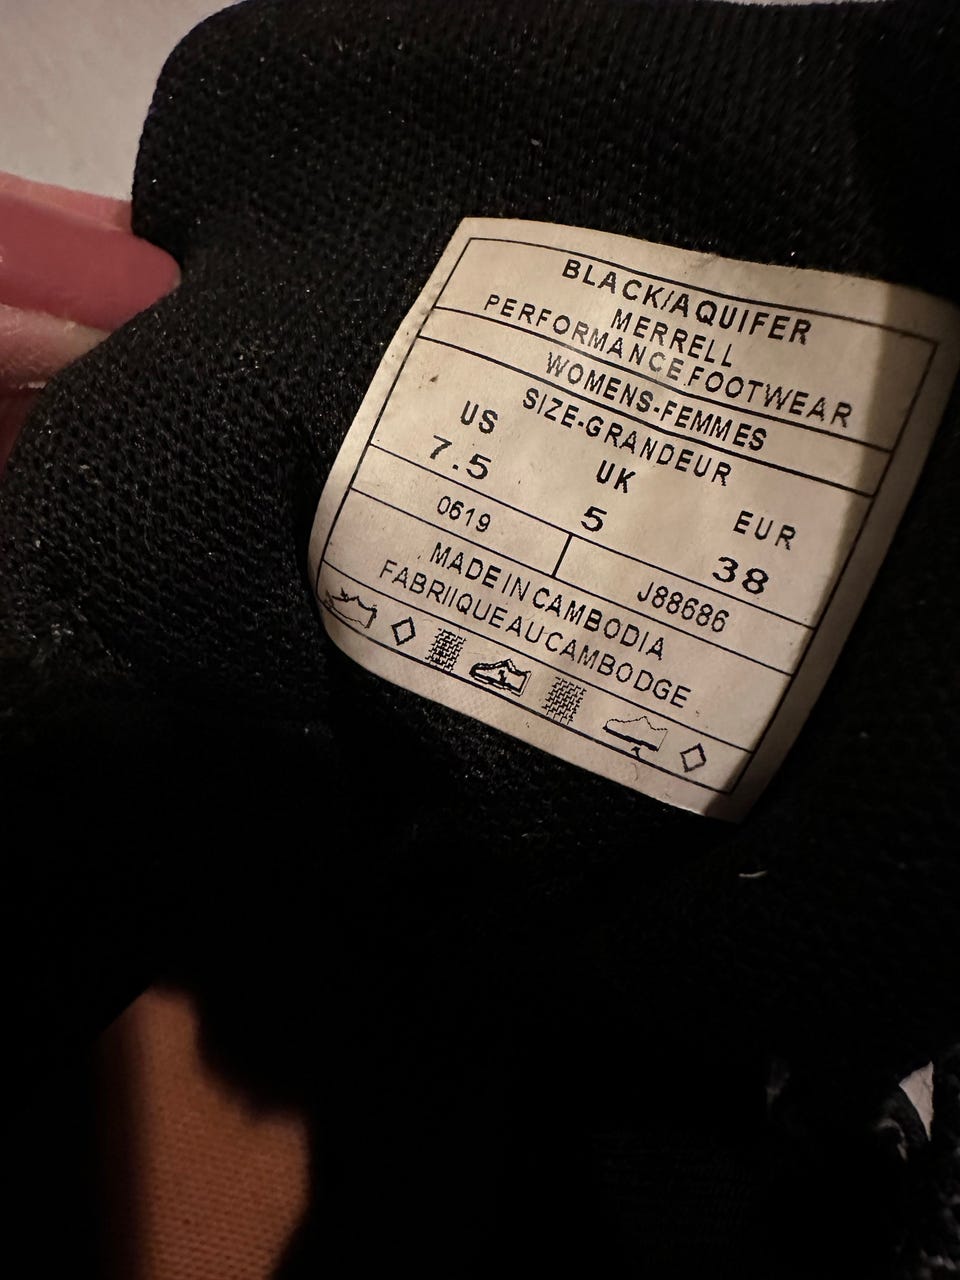 BLACK/AQUIFER
MERRELL
PERFORMANCE FOOTWEAR
WOMENS-FEMMES
SIZE-GRANDEUR
US UK EUR
7.5 5 38
0619 J88686
MADE IN CAMBODIA
FABRIIQUE AU CAMBODGE